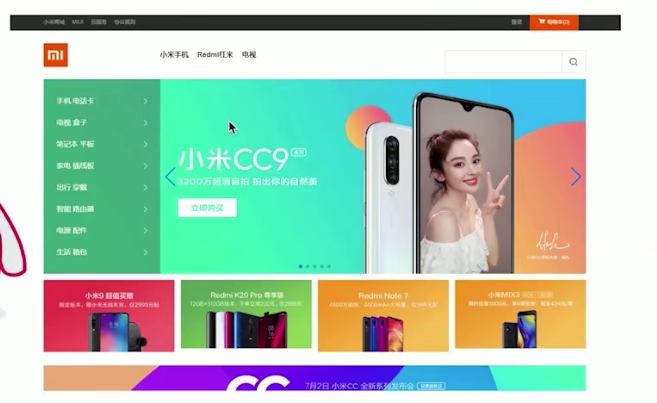 小米商城 MIUI 云服务 协议规则
登录 购物车(0)
mi
小米手机 Redmi红米 电视
手机 电话卡
电视 盒子
笔记本 平板
家电 插线板
出行 穿戴
智能 路由器
电源 配件
生活 箱包
小米CC9
3200万超清自拍 拍出你的自然美
立即购买
小米9 超值买赠
Redmi K20 Pro 尊享版
Redmi Note 7
小米MIX3
CC 7月2日 小米CC 全新系列发布会